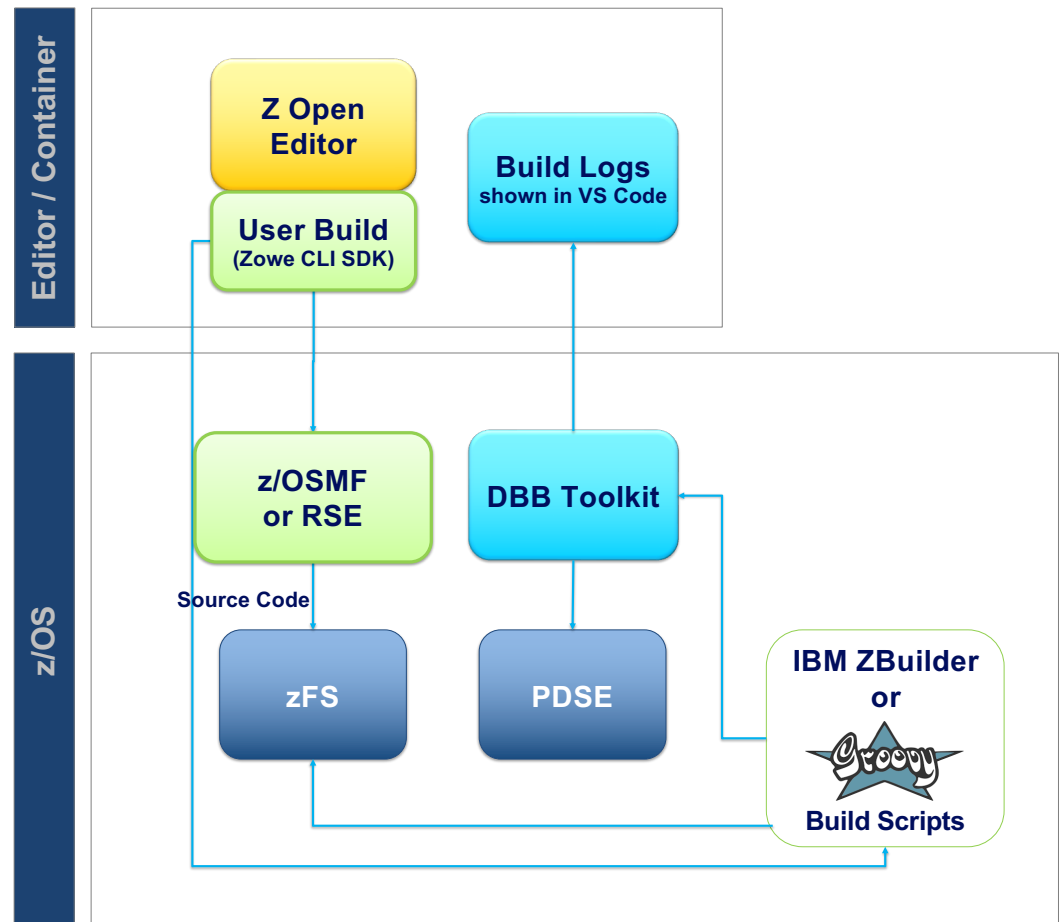 Editor / Container
Z Open
Editor
User Build
(Zowe CLI SDK)
Build Logs
shown in VS Code
z/OS
z/OSMF
or RSE
DBB Toolkit
Source Code
zFS
PDSE
IBM ZBuilder
or
Groovy
Build Scripts